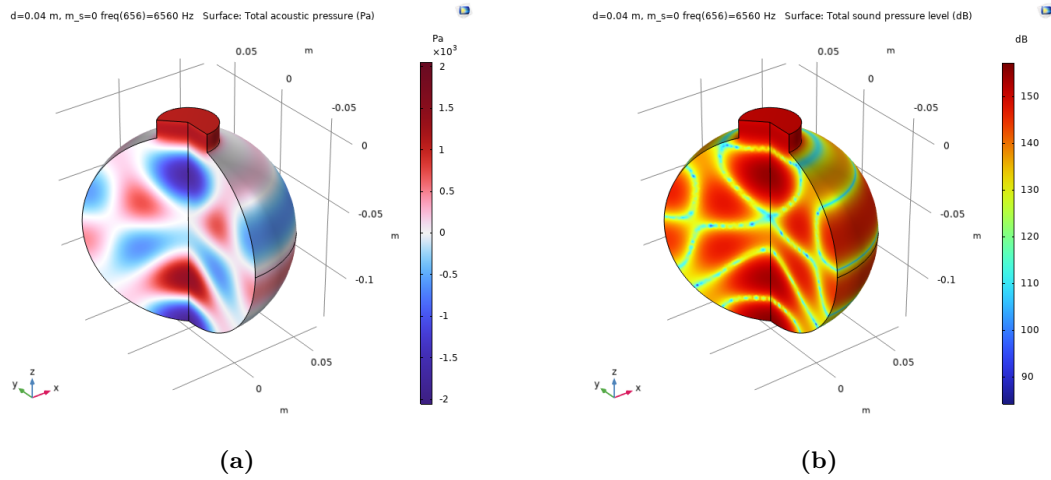 d=0.04 m, m_s=0 freq(656)=6560 Hz   Surface: Total acoustic pressure (Pa)
Pa
×10³
m
0.05
0
-0.05
0
-0.05
m
-0.1
0.05
0
m
2
1.5
1
0.5
0
-0.5
-1
-1.5
-2
y z x
(a)
d=0.04 m, m_s=0 freq(656)=6560 Hz   Surface: Total sound pressure level (dB)
dB
m
0.05
0
-0.05
0
-0.05
m
-0.1
0.05
0
m
150
140
130
120
110
100
90
y z x
(b)